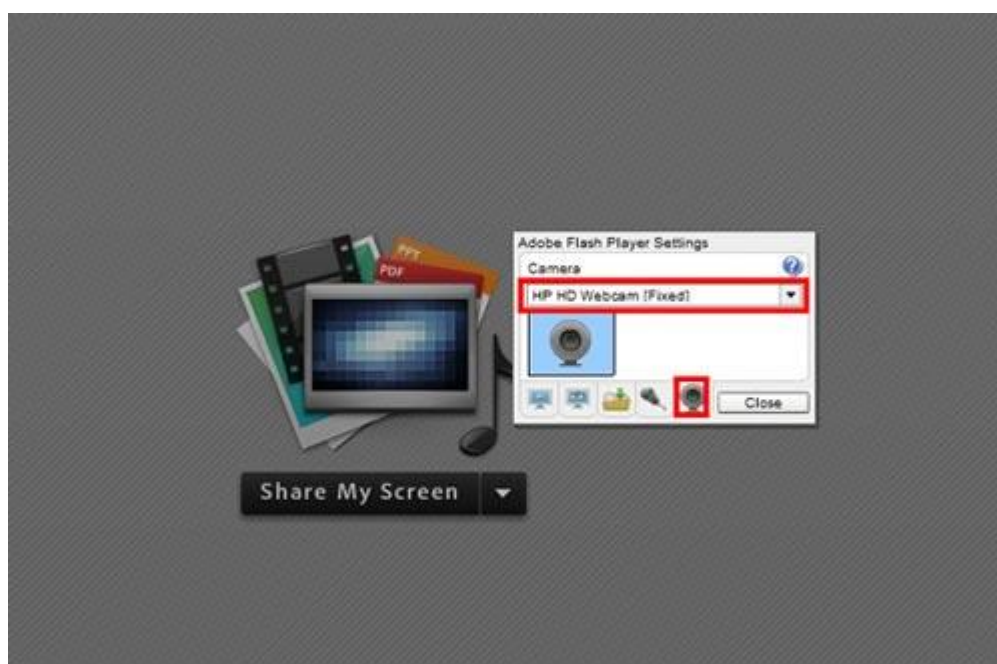 PPT
PDF
Adobe Flash Player Settings
Camera
HP HD Webcam [Fixed]
Close
Share My Screen